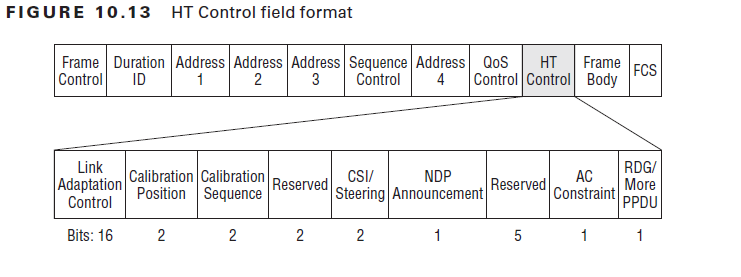 FIGURE 10.13 HT Control field format
Frame Duration Address Address Address Sequence Address QoS HT Frame FCS
Control ID 1 2 3 Control 4 Control Control Body
Link Adaptation Control
Calibration Position
Calibration Sequence
Reserved
CSI/ Steering
NDP Announcement
Reserved
AC Constraint
RDG/ More PPDU
Bits: 16 2 2 2 2 1 5 1 1